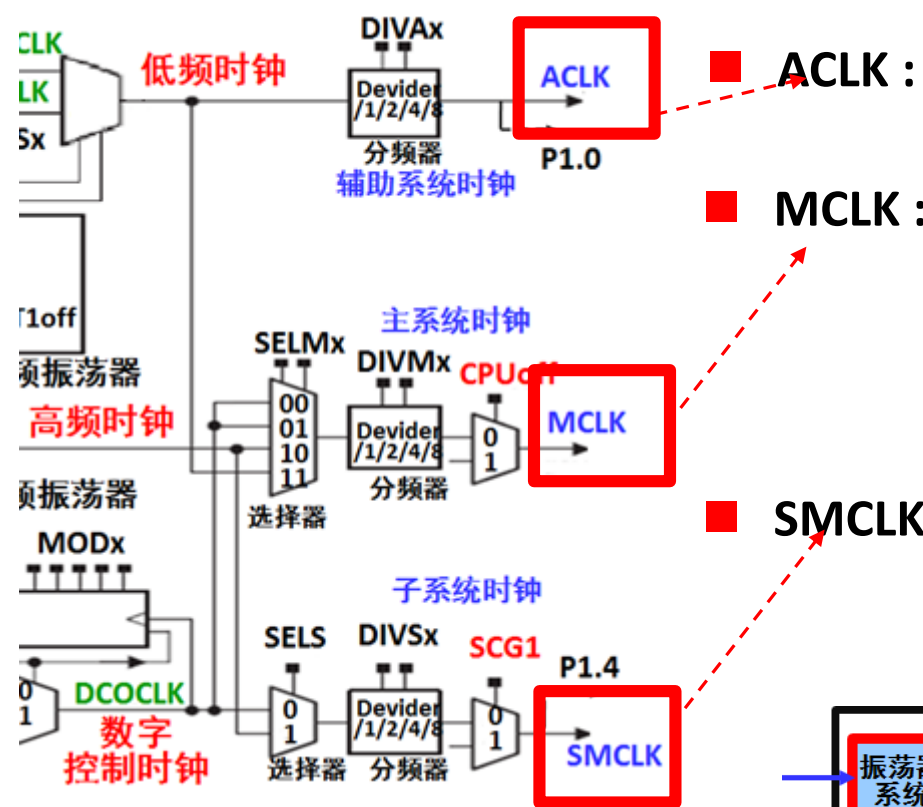 CLK
LK
Sx
低频时钟
DIVAx
Devider
/1/2/4/8
分频器
辅助系统时钟
ACLK
P1.0
■ ACLK :
■ MCLK :
T1off
频振荡器
高频时钟
SELMx
00
01
10
11
选择器
主系统时钟
DIVMx
Devider
/1/2/4/8
分频器
CPUoff
0
1
MCLK
频振荡器
MODx
■ SMCLK
子系统时钟
0
1
DCOCLK
数字
控制时钟
SELS
0
1
选择器
DIVSx
Devider
/1/2/4/8
分频器
SCG1
0
1
P1.4
SMCLK
振荡器
系统